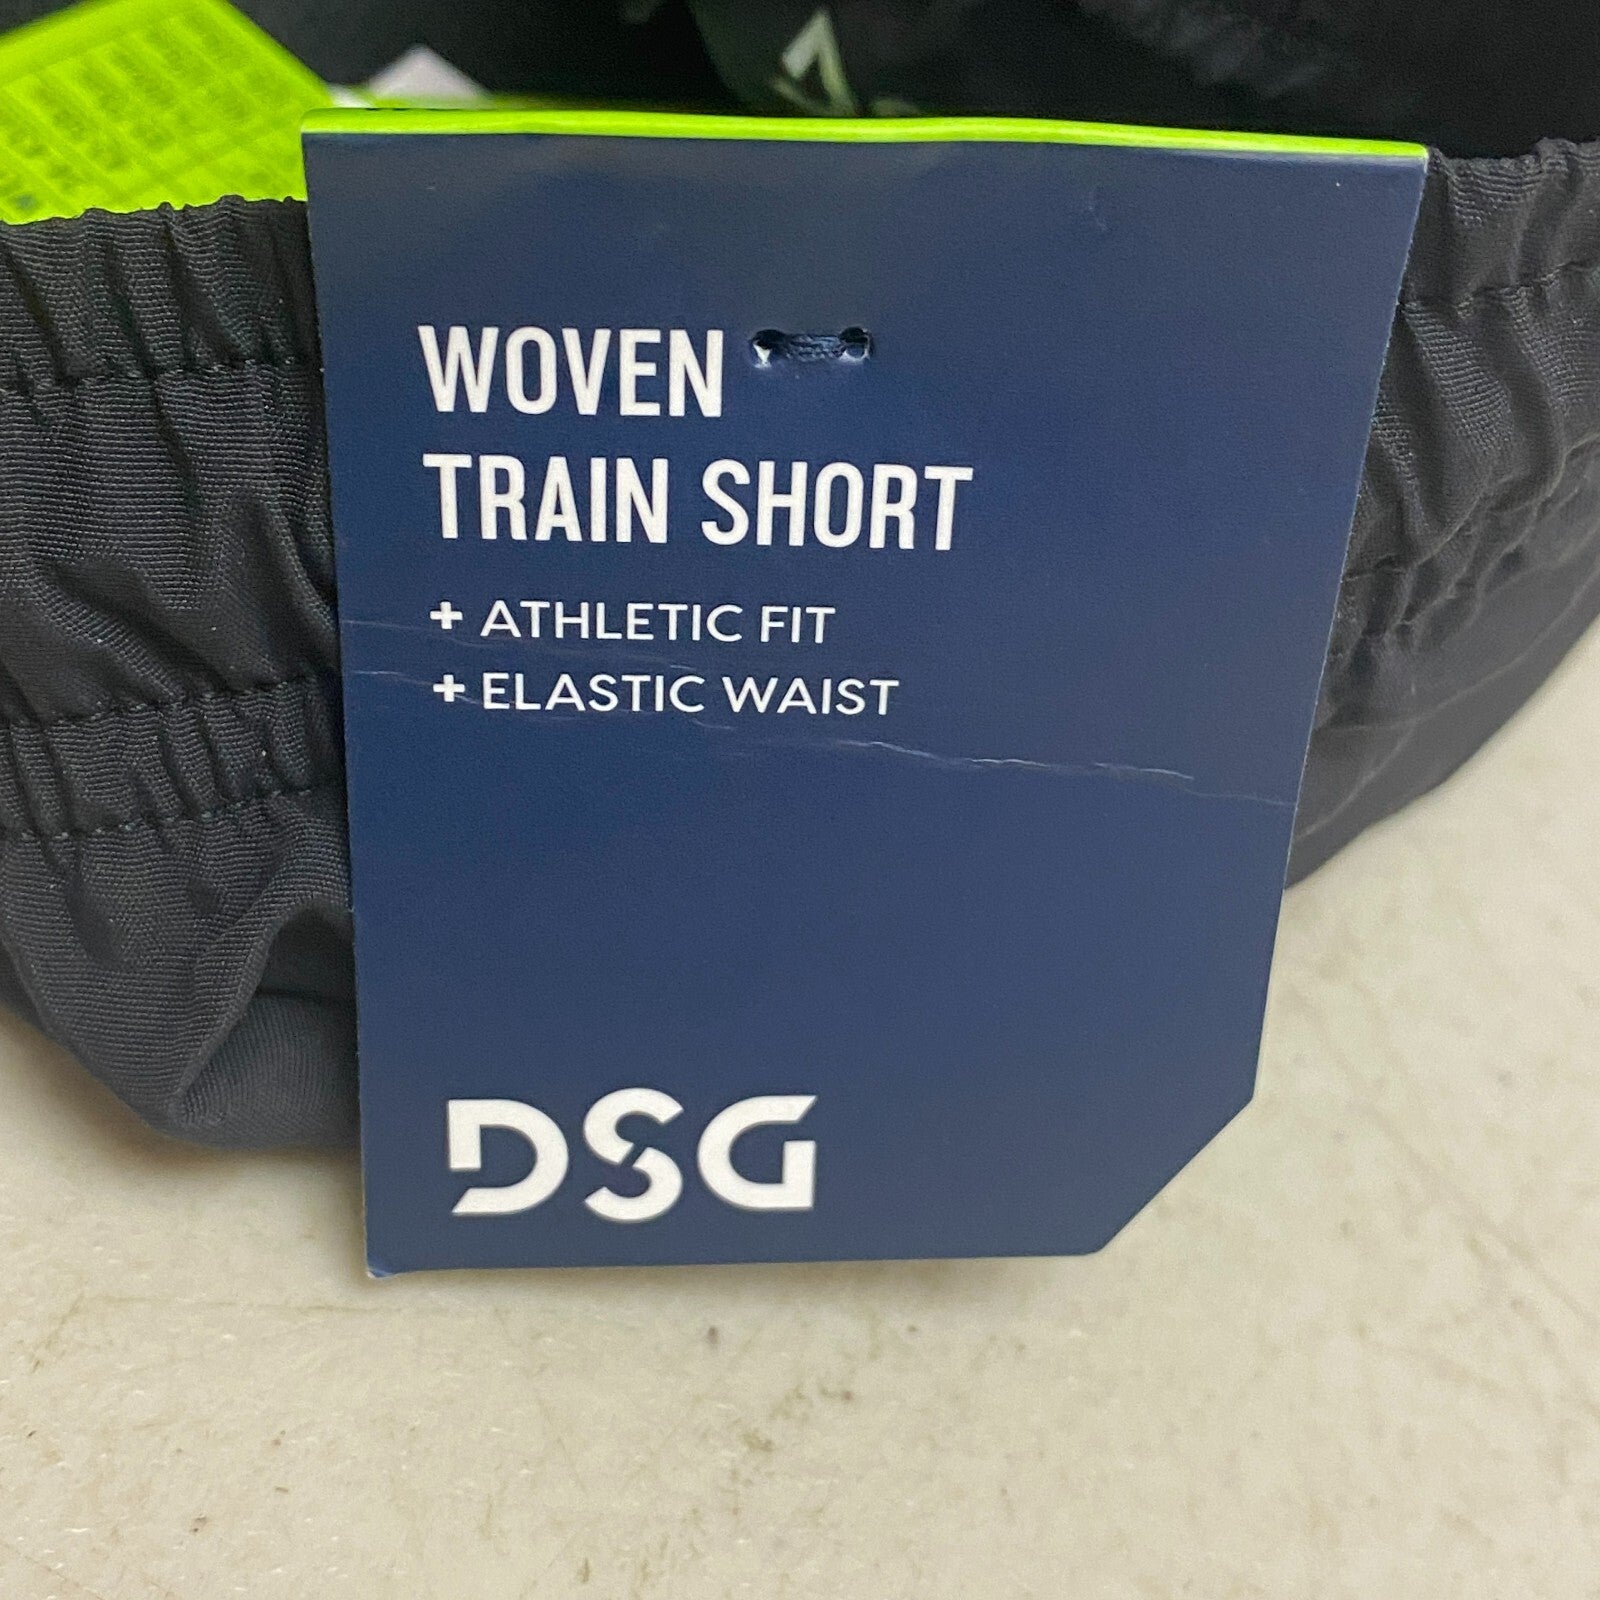 WOVEN
TRAIN SHORT
+ ATHLETIC FIT
+ ELASTIC WAIST
DSG